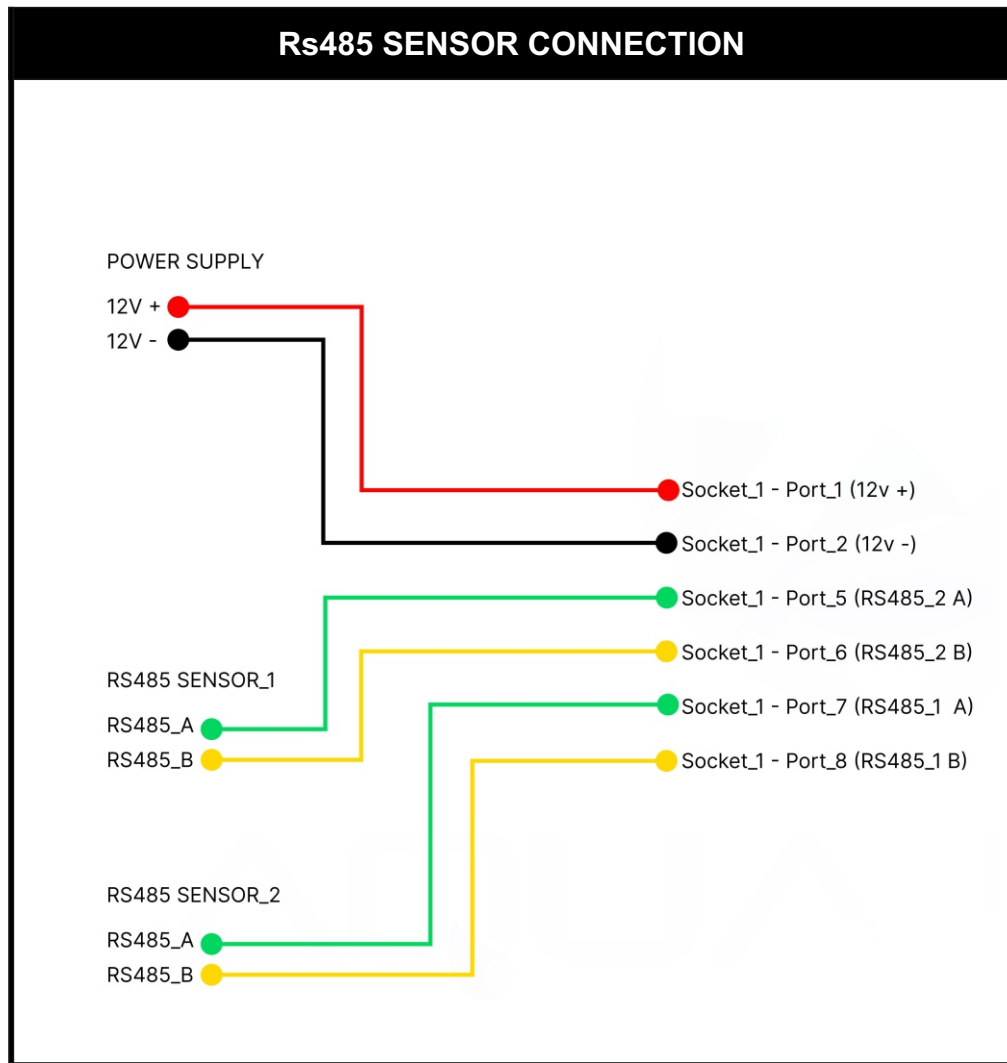 Rs485 SENSOR CONNECTION
POWER SUPPLY
12V +
12V -
Socket_1 - Port_1 (12v +)
Socket_1 - Port_2 (12v -)
Socket_1 - Port_5 (RS485_2 A)
Socket_1 - Port_6 (RS485_2 B)
RS485 SENSOR_1
Socket_1 - Port_7 (RS485_1 A)
RS485_A
RS485_B
Socket_1 - Port_8 (RS485_1 B)
RS485 SENSOR_2
RS485_A
RS485_B